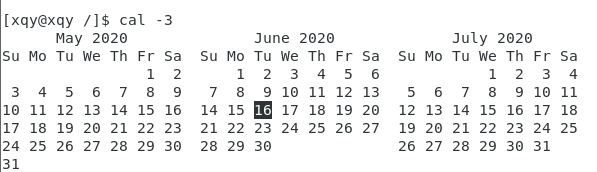 [xqy@xqy /]$ cal -3
      May 2020              June 2020             July 2020
Su Mo Tu We Th Fr Sa  Su Mo Tu We Th Fr Sa  Su Mo Tu We Th Fr Sa
                1  2      1  2  3  4  5  6            1  2  3  4
 3  4  5  6  7  8  9   7  8  9 10 11 12 13   5  6  7  8  9 10 11
10 11 12 13 14 15 16  14 15 16 17 18 19 20  12 13 14 15 16 17 18
17 18 19 20 21 22 23  21 22 23 24 25 26 27  19 20 21 22 23 24 25
24 25 26 27 28 29 30  28 29 30              26 27 28 29 30 31
31